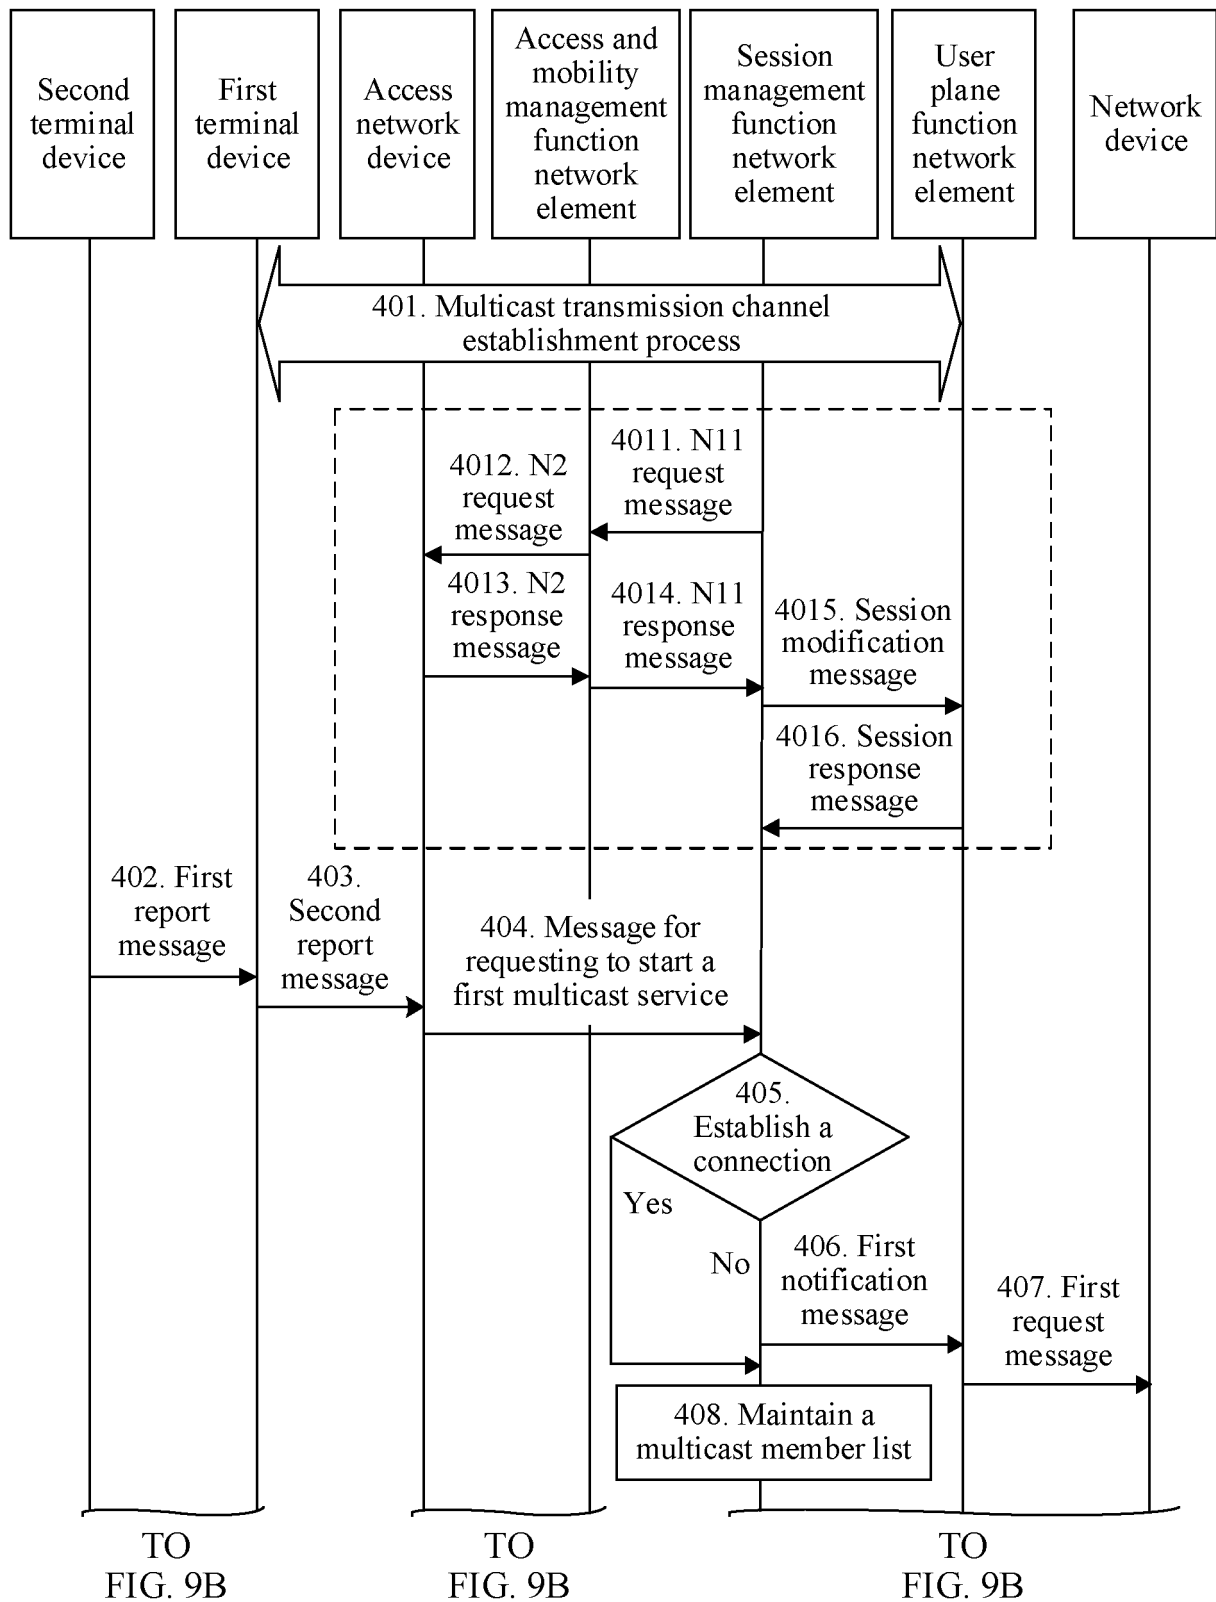 Second
terminal
device
First
terminal
device
Access
network
device
Access and
mobility
management
function
network
element
Session
management
function
network
element
User
plane
function
network
element
Network
device
401. Multicast transmission channel
establishment process
4011. N11
request
message
4012. N2
request
message
4013. N2
response
message
4014. N11
response
message
4015. Session
modification
message
4016. Session
response
message
402. First
report
message
403.
Second
report
message
404. Message for
requesting to start a
first multicast service
405.
Establish a
connection
Yes
No
406. First
notification
message
407. First
request
message
408. Maintain a
multicast member list
TO
FIG. 9B
TO
FIG. 9B
TO
FIG. 9B